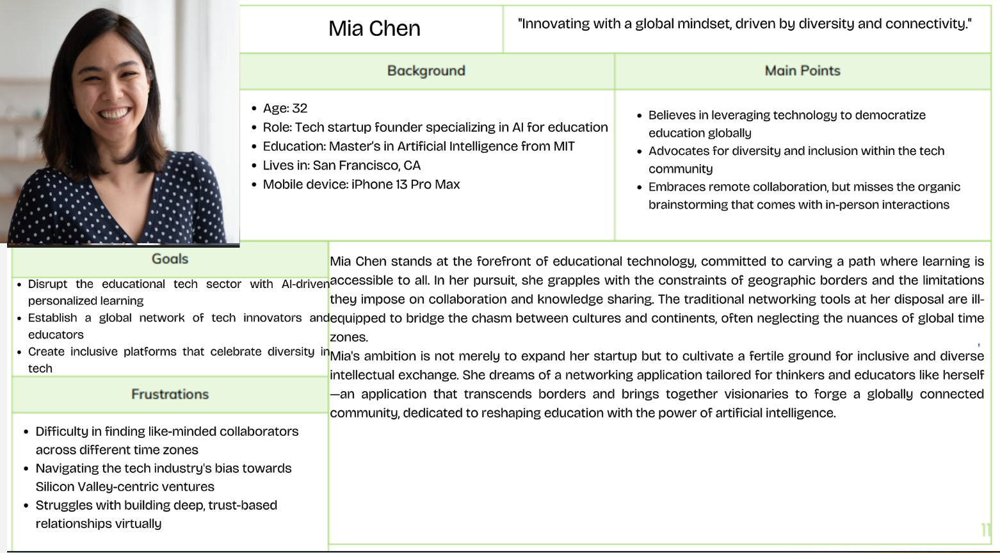 Mia Chen
"Innovating with a global mindset, driven by diversity and connectivity."
Background
• Age: 32
• Role: Tech startup founder specializing in AI for education
• Education: Master's in Artificial Intelligence from MIT
• Lives in: San Francisco, CA
• Mobile device: iPhone 13 Pro Max
Main Points
• Believes in leveraging technology to democratize
education globally
• Advocates for diversity and inclusion within the tech
community
• Embraces remote collaboration, but misses the organic
brainstorming that comes with in-person interactions
Goals
• Disrupt the educational tech sector with AI-driven
personalized learning
• Establish a global network of tech innovators and
educators
• Create inclusive platforms that celebrate diversity in
tech
Frustrations
• Difficulty in finding like-minded collaborators
across different time zones
• Navigating the tech industry's bias towards
Silicon Valley-centric ventures
• Struggles with building deep, trust-based
relationships virtually
Mia Chen stands at the forefront of educational technology, committed to carving a path where learning is
accessible to all. In her pursuit, she grapples with the constraints of geographic borders and the limitations
they impose on collaboration and knowledge sharing. The traditional networking tools at her disposal are ill-
equipped to bridge the chasm between cultures and continents, often neglecting the nuances of global time
zones.
Mia's ambition is not merely to expand her startup but to cultivate a fertile ground for inclusive and diverse
intellectual exchange. She dreams of a networking application tailored for thinkers and educators like herself
—an application that transcends borders and brings together visionaries to forge a globally connected
community, dedicated to reshaping education with the power of artificial intelligence.
11